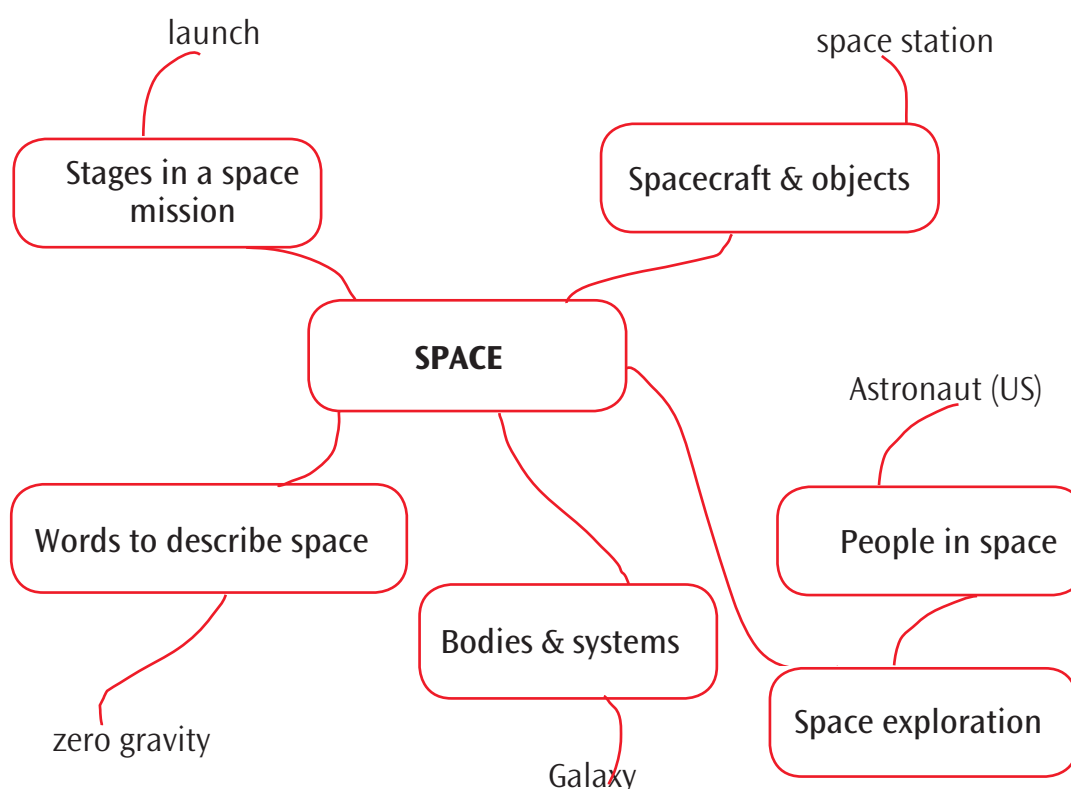 launch
space station
Stages in a space
mission
Spacecraft & objects
SPACE
Astronaut (US)
Words to describe space
People in space
Bodies & systems
Space exploration
zero gravity
Galaxy